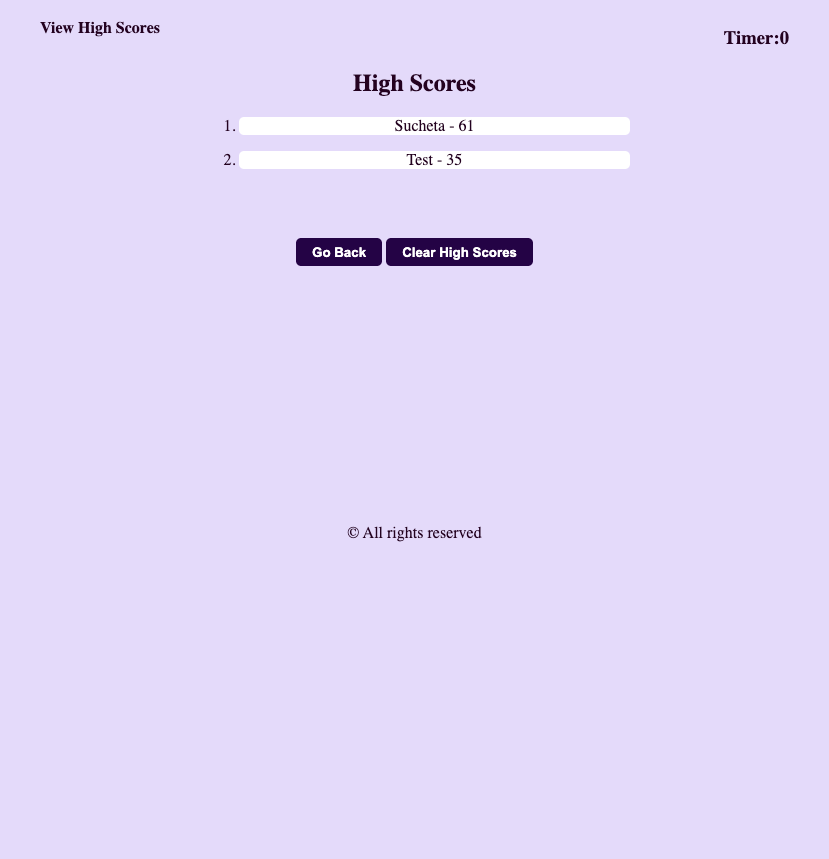 View High Scores
Timer:0
High Scores
1. Sucheta - 61
2. Test - 35
Go Back Clear High Scores
© All rights reserved